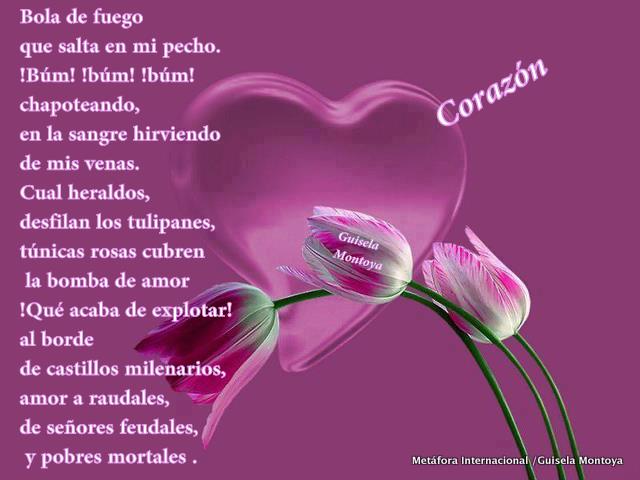 Corazón
Bola de fuego
que salta en mi pecho.
!Búm! !búm! !búm!
chapoteando,
en la sangre hirviendo
de mis venas.
Cual heraldos,
desfilan los tulipanes,
túnicas rosas cubren
la bomba de amor
!Qué acaba de explotar!
al borde
de castillos milenarios,
amor a raudales,
de señores feudales,
y pobres mortales .
Guisela
Montoya
Metáfora Internacional /Guisela Montoya